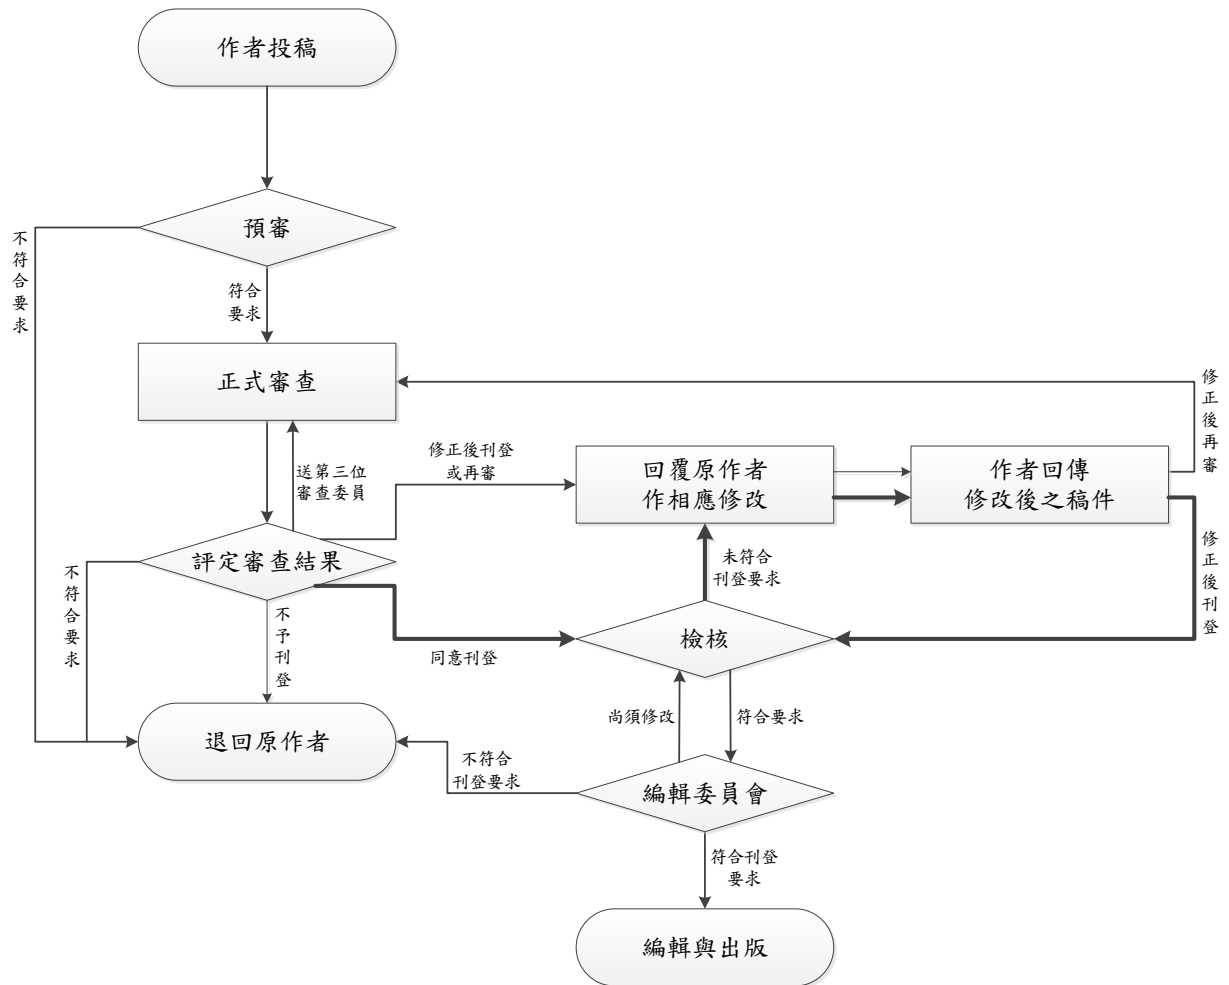 作者投稿
預審
不符合要求
符合
要求
正式審查
修正後再審
送第三位
審查委員
修正後刊登
或再審
回覆原作者
作相應修改
作者回傳
修改後之稿件
評定審查結果
未符合
刊登要求
修正後刊登
不符合要求
不予刊登
同意刊登
檢核
尚須修改
符合要求
退回原作者
不符合
刊登要求
編輯委員會
符合刊登
要求
編輯與出版